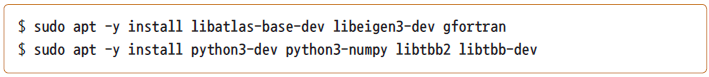 $ sudo apt -y install libatlas-base-dev libeigen3-dev gfortran
$ sudo apt -y install python3-dev python3-numpy libtbb2 libtbb-dev